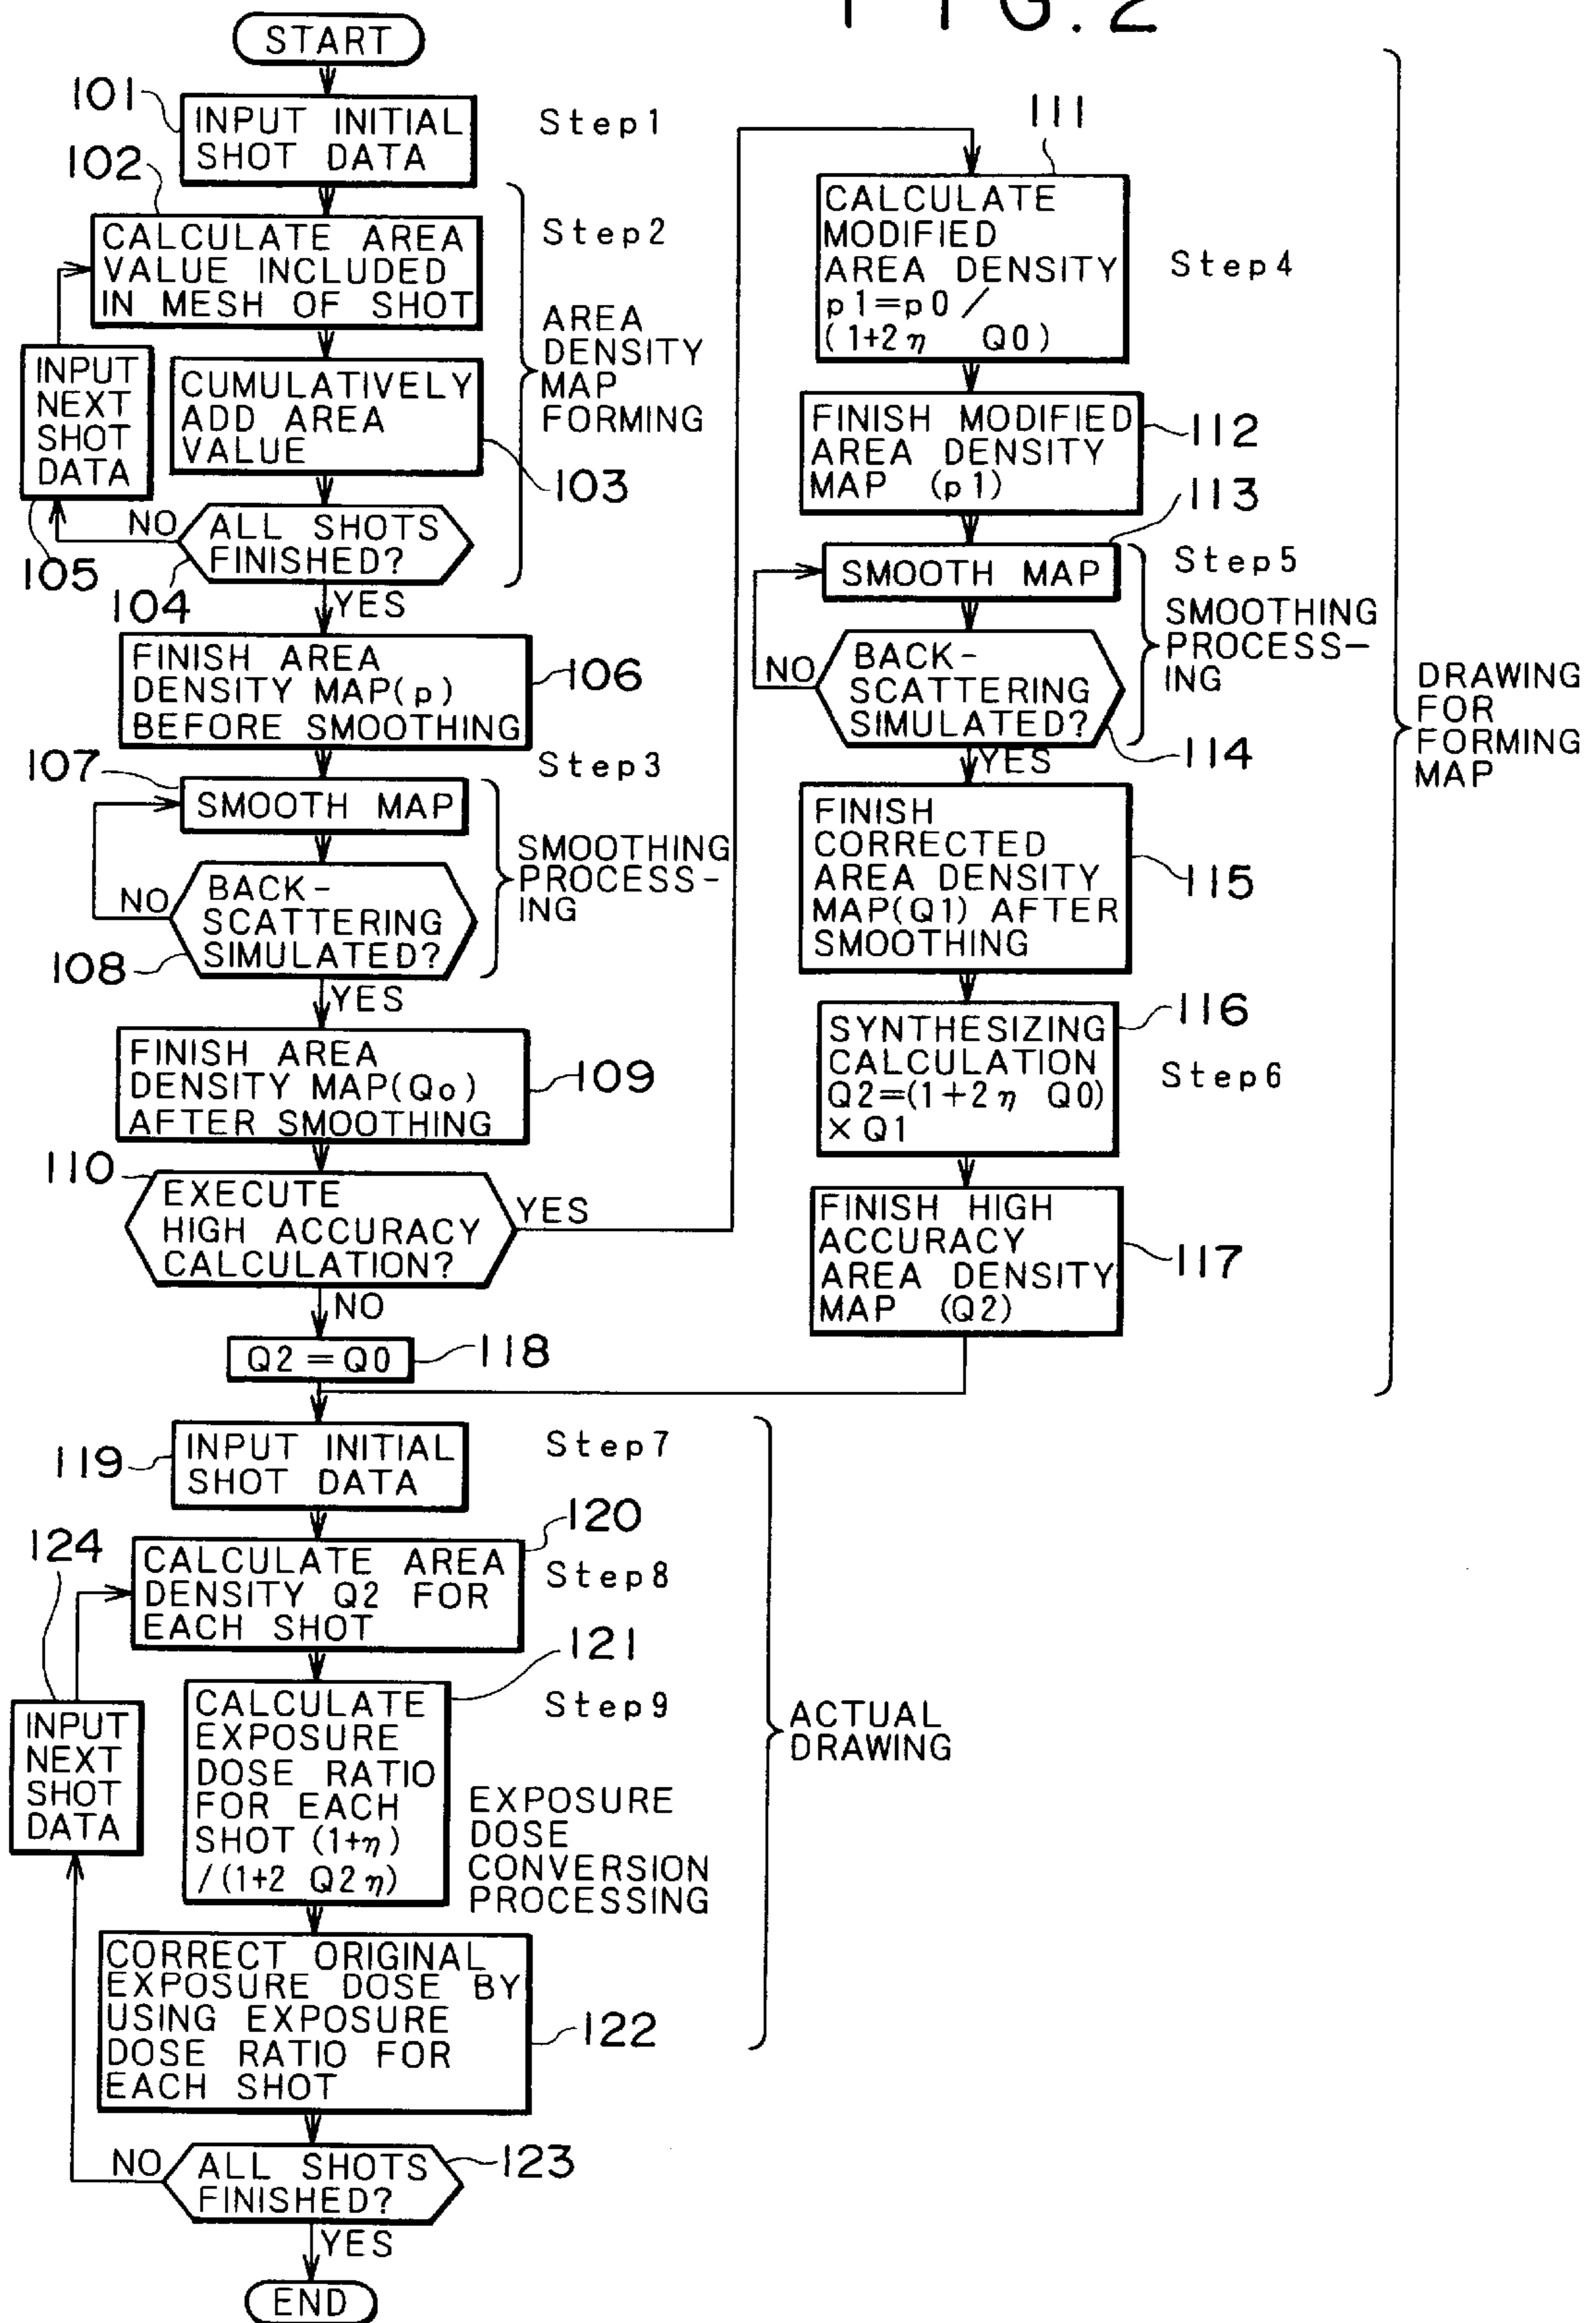 FIG.2
START
101
INPUT INITIAL
SHOT DATA
Step1
102
CALCULATE AREA
VALUE INCLUDED
IN MESH OF SHOT
Step2
AREA
DENSITY
MAP
FORMING
INPUT
NEXT
SHOT
DATA
105
CUMULATIVELY
ADD AREA
VALUE
103
NO
ALL SHOTS
FINISHED?
104
YES
FINISH AREA
DENSITY MAP(p)
BEFORE SMOOTHING
106
Step3
107
SMOOTH MAP
SMOOTHING
PROCESS-
ING
NO
BACK-
SCATTERING
SIMULATED?
108
YES
FINISH AREA
DENSITY MAP(Qo)
AFTER SMOOTHING
109
110
EXECUTE
HIGH ACCURACY
CALCULATION?
YES
NO
Q2=Q0
118
111
CALCULATE
MODIFIED
AREA DENSITY
p1=p0/
(1+2η Q0)
Step4
FINISH MODIFIED
AREA DENSITY
MAP (p1)
112
113
SMOOTH MAP
Step5
SMOOTHING
PROCESS-
ING
NO
BACK-
SCATTERING
SIMULATED?
114
YES
FINISH
CORRECTED
AREA DENSITY
MAP(Q1) AFTER
SMOOTHING
115
116
SYNTHESIZING
CALCULATION
Q2=(1+2η Q0)
×Q1
Step6
FINISH HIGH
ACCURACY
AREA DENSITY
MAP (Q2)
117
DRAWING
FOR
FORMING
MAP
119
INPUT INITIAL
SHOT DATA
Step7
120
CALCULATE AREA
DENSITY Q2 FOR
EACH SHOT
Step8
124
INPUT
NEXT
SHOT
DATA
121
CALCULATE
EXPOSURE
DOSE RATIO
FOR EACH
SHOT (1+η)
/(1+2 Q2η)
Step9
EXPOSURE
DOSE
CONVERSION
PROCESSING
ACTUAL
DRAWING
CORRECT ORIGINAL
EXPOSURE DOSE BY
USING EXPOSURE
DOSE RATIO FOR
EACH SHOT
122
NO
ALL SHOTS
FINISHED?
123
YES
END